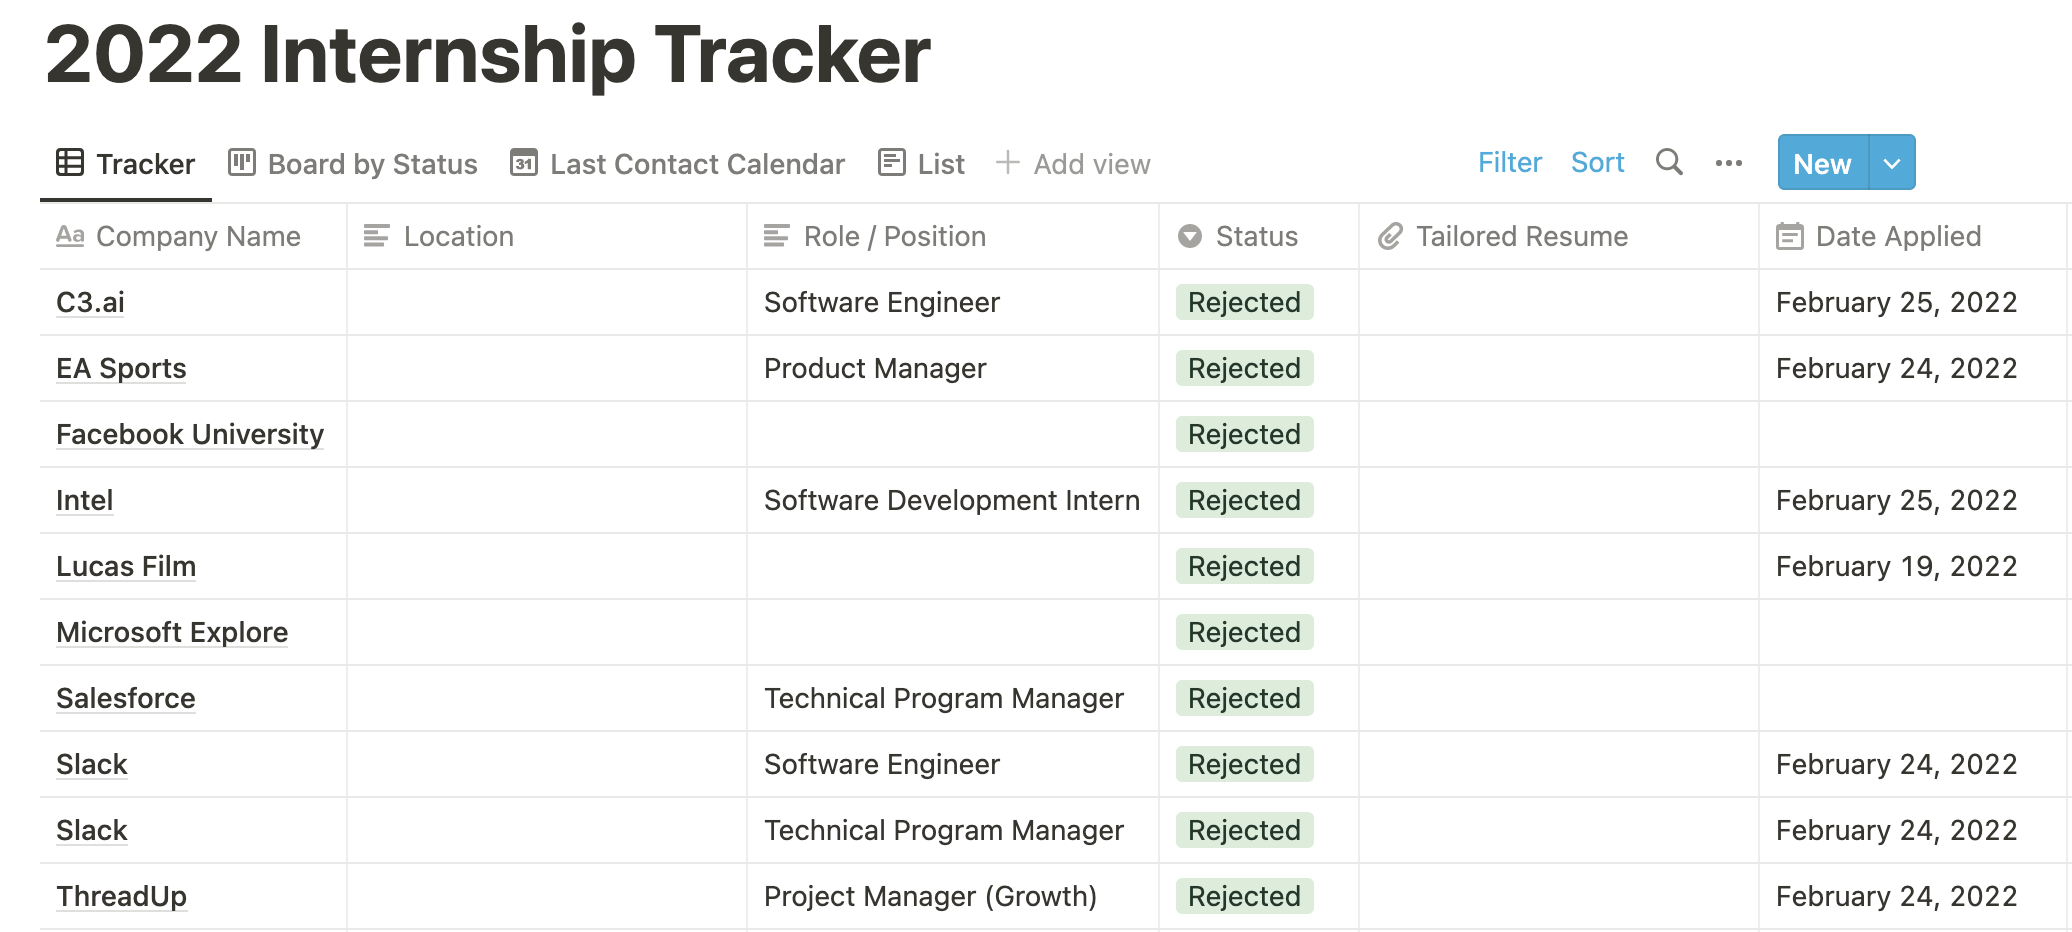 2022 Internship Tracker
Tracker Board by Status 31 Last Contact Calendar List + Add view Filter Sort ••• New
Aa Company Name Location Role / Position Status Tailored Resume Date Applied
C3.ai Software Engineer Rejected February 25, 2022
EA Sports Product Manager Rejected February 24, 2022
Facebook University Rejected
Intel Software Development Intern Rejected February 25, 2022
Lucas Film Rejected February 19, 2022
Microsoft Explore Rejected
Salesforce Technical Program Manager Rejected
Slack Software Engineer Rejected February 24, 2022
Slack Technical Program Manager Rejected February 24, 2022
ThreadUp Project Manager (Growth) Rejected February 24, 2022